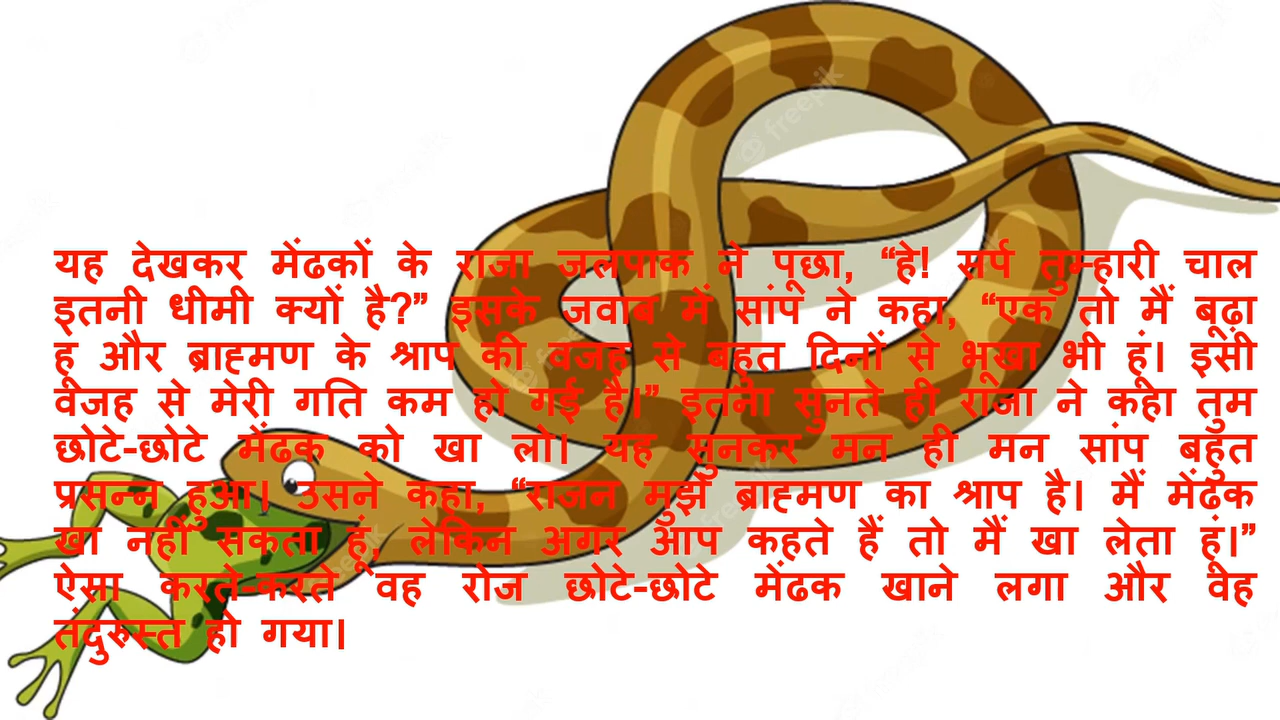 यह देखकर मेंढकों के राजा जलपाक ने पूछा, “हे! सर्प तुम्हारी चाल
इतनी धीमी क्यों है?” इसके जवाब में सांप ने कहा, “एक तो मैं बूढ़ा
हूं और ब्राह्मण के श्राप की वजह से बहुत दिनों से भूखा भी हूं। इसी
वजह से मेरी गति कम हो गई है।” इतना सुनते ही राजा ने कहा तुम
छोटे-छोटे मेंढक को खा लो। यह सुनकर मन ही मन सांप बहुत
प्रसन्न हुआ। उसने कहा, “राजन मुझे ब्राह्मण का श्राप है। मैं मेंढक
खा नहीं सकता हूं, लेकिन अगर आप कहते हैं तो मैं खा लेता हूं।”
ऐसा करते-करते वह रोज छोटे-छोटे मेंढक खाने लगा और वह
तंदुरुस्त हो गया।